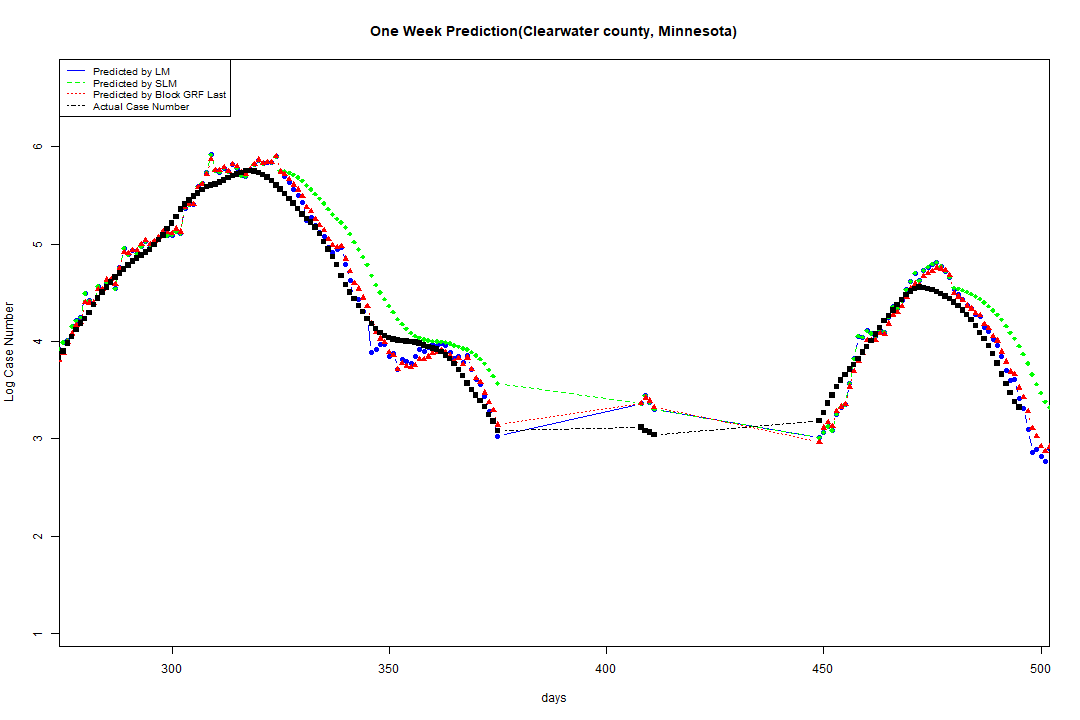 One Week Prediction(Clearwater county, Minnesota)
Predicted by LM
Predicted by SLM
Predicted by Block GRF Last
Actual Case Number
6
5
4
3
2
1
Log Case Number
300 350 400 450 500
days